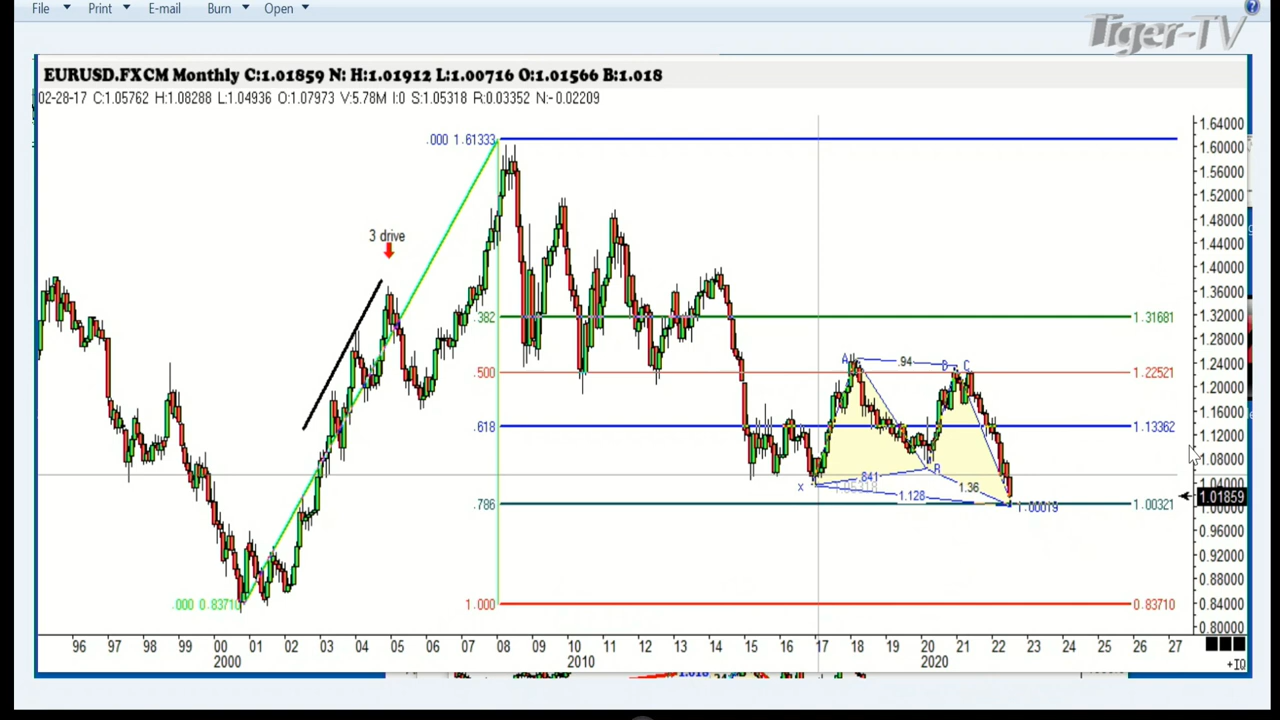 File Print E-mail Burn Open
Tiger-TV
EURUSD.FXCM Monthly C:1.01859 N: H:1.01912 L:1.00716 O:1.01566 B:1.018
02-28-17 C:1.05762 H:1.08288 L:1.04936 O:1.07973 V:5.78M I:0 S:1.05318 R:0.03352 N:-0.02209
1.64000
.000 1.61333
1.60000
1.56000
1.52000
1.48000
3 drive
1.44000
1.40000
1.36000
.382 1.31681 1.32000
1.28000
A .94 D C
1.24000
.500 1.22521
1.20000
1.16000
.618 1.13362
1.12000
1.08000
B
.841
x 1.05318 1.36
1.04000
1.128 1.01859
.786 1.00321
1.00019 1.00000
0.96000
0.92000
0.88000
.000 0.83710 1.000 0.83710 0.84000
0.80000
96 97 98 99 01 02 03 04 05 06 07 08 09 11 12 13 14 15 16 17 18 19 21 22 23 24 25 26 27
2000 2010 2020
+IQ